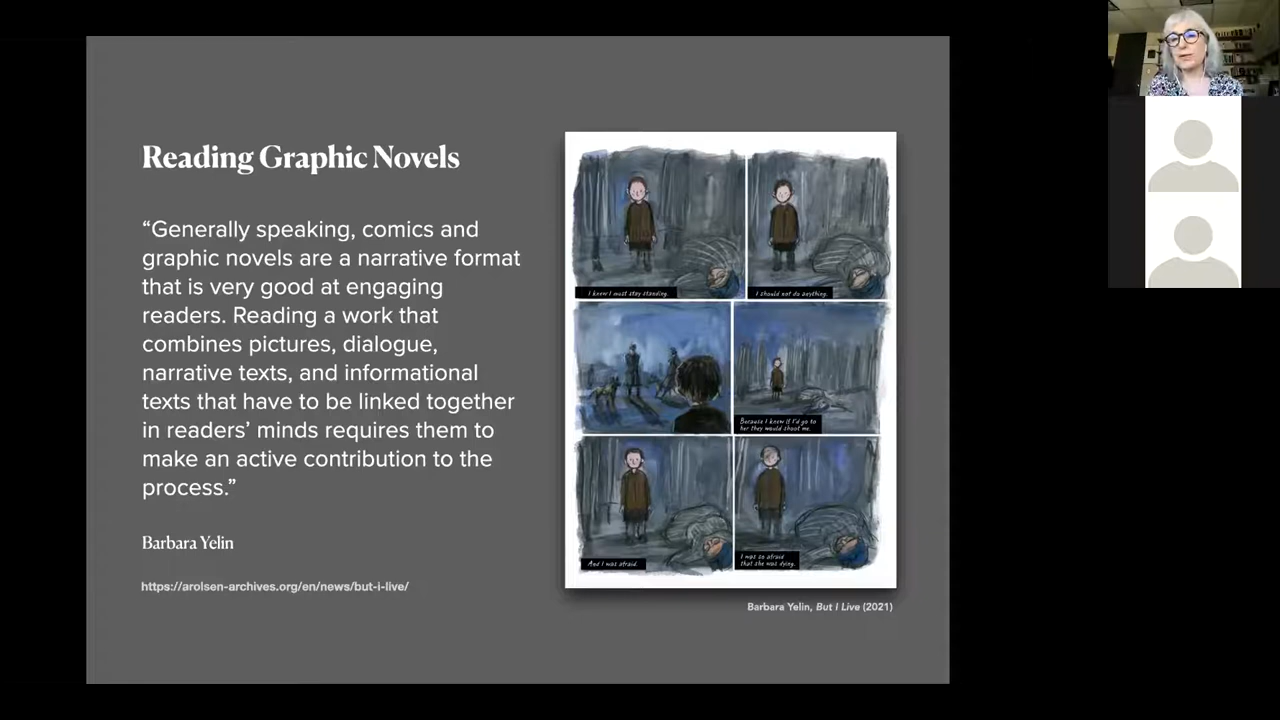 Reading Graphic Novels
“Generally speaking, comics and
graphic novels are a narrative format
that is very good at engaging
readers. Reading a work that
combines pictures, dialogue,
narrative texts, and informational
texts that have to be linked together
in readers’ minds requires them to
make an active contribution to the
process.”
Barbara Yelin
https://arolsen-archives.org/en/news/but-i-live/
I knew I must stay standing.
I should not do anything.
Because I knew if I'd go to
her they would shoot me.
And I was afraid.
I was so afraid
that she was dying.
Barbara Yelin, But I Live (2021)